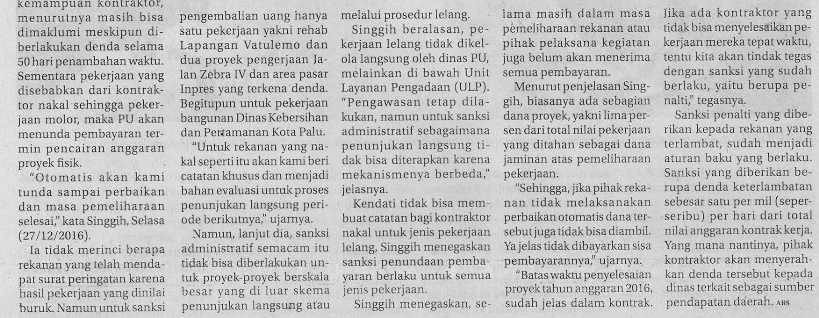 kemampuan kontraktor,
menurutnya masih bisa
dimaklumi meskipun di-
berlakukan denda selama
50 hari penambahan waktu.
Sementara pekerjaan yang
disebabkan dari kontrak-
tor nakal sehingga peker-
jaan molor, maka PU akan
menunda pembayaran ter-
min pencairan anggaran
proyek fisik.
“Otomatis akan kami
tunda sampai perbaikan
dan masa pemeliharaan
selesai,” kata Singgih, Selasa
(27/12/2016).
Ia tidak merinci berapa
rekanan yang telah menda-
pat surat peringatan karena
hasil pekerjaan yang dinilai
buruk. Namun untuk sanksi
pengembalian uang hanya
satu pekerjaan yakni rehab
Lapangan Vatulemo dan
dua proyek pengerjaan Ja-
lan Zebra IV dan area pasar
Inpres yang terkena denda.
Begitupun untuk pekerjaan
bangunan Dinas Kebersihan
dan Pertamanan Kota Palu.
“Untuk rekanan yang na-
kal seperti itu akan kami beri
catatan khusus dan menjadi
bahan evaluasi untuk proses
penunjukan langsung peri-
ode berikutnya,” ujarnya.
Namun, lanjut dia, sanksi
administratif semacam itu
tidak bisa diberlakukan un-
tuk proyek-proyek berskala
besar yang di luar skema
penunjukan langsung atau
melalui prosedur lelang.
Singgih beralasan, pe-
kerjaan lelang tidak dikel-
ola langsung oleh dinas PU,
melainkan di bawah Unit
Layanan Pengadaan (ULP).
“Pengawasan tetap dila-
kukan, namun untuk sanksi
administratif sebagaimana
penunjukan langsung ti-
dak bisa diterapkan karena
mekanismenya berbeda,”
jelasnya.
Kendati tidak bisa mem-
buat catatan bagi kontraktor
nakal untuk jenis pekerjaan
lelang, Singgih menegaskan
sanksi penundaan pemba-
yaran berlaku untuk semua
jenis pekerjaan.
Singgih menegaskan, se-
lama masih dalam masa
pemeliharaan rekanan atau
pihak pelaksana kegiatan
juga belum akan menerima
semua pembayaran.
Menurut penjelasan Sing-
gih, biasanya ada sebagian
dana proyek, yakni lima per-
sen dari total nilai pekerjaan
yang ditahan sebagai dana
jaminan atas pemeliharaan
pekerjaan.
“Sehingga, jika pihak reka-
nan tidak melaksanakan
perbaikan otomatis dana ter-
sebut juga tidak bisa diambil.
Ya jelas tidak dibayarkan sisa
pembayarannya,” ujarnya.
“Batas waktu penyelesaian
proyek tahun anggaran 2016,
sudah jelas dalam kontrak.
Jika ada kontraktor yang
tidak bisa menyelesaikan pe-
kerjaan mereka tepat waktu,
tentu kita akan tindak tegas
dengan sanksi yang sudah
berlaku, yaitu berupa pe-
nalti,” tegasnya.
Sanksi penalti yang dibe-
rikan kepada rekanan yang
terlambat, sudah menjadi
aturan baku yang berlaku.
Sanksi yang diberikan be-
rupa denda keterlambatan
sebesar satu per mil (seper-
seribu) per hari dari total
nilai anggaran kontrak kerja.
Yang mana nantinya, pihak
kontraktor akan menyerah-
kan denda tersebut kepada
dinas terkait sebagai sumber
pendapatan daerah. ABS